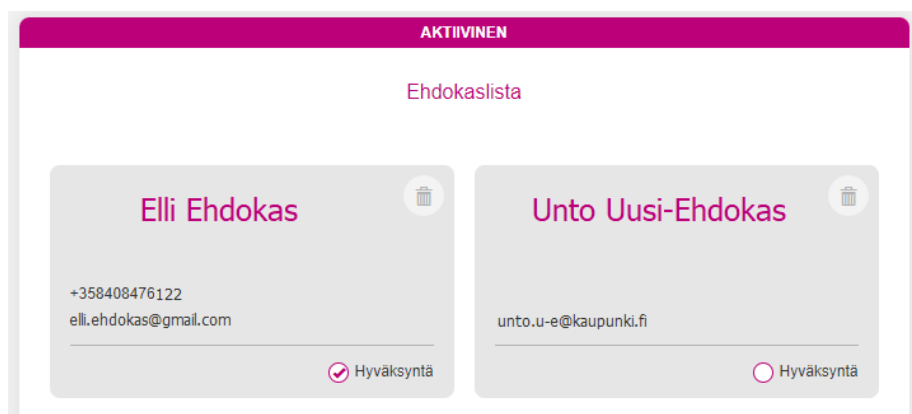 AKTIIVINEN
Ehdokaslista
Elli Ehdokas
+358408476122
elli.ehdokas@gmail.com
Hyväksyntä
Unto Uusi-Ehdokas
unto.u-e@kaupunki.fi
Hyväksyntä